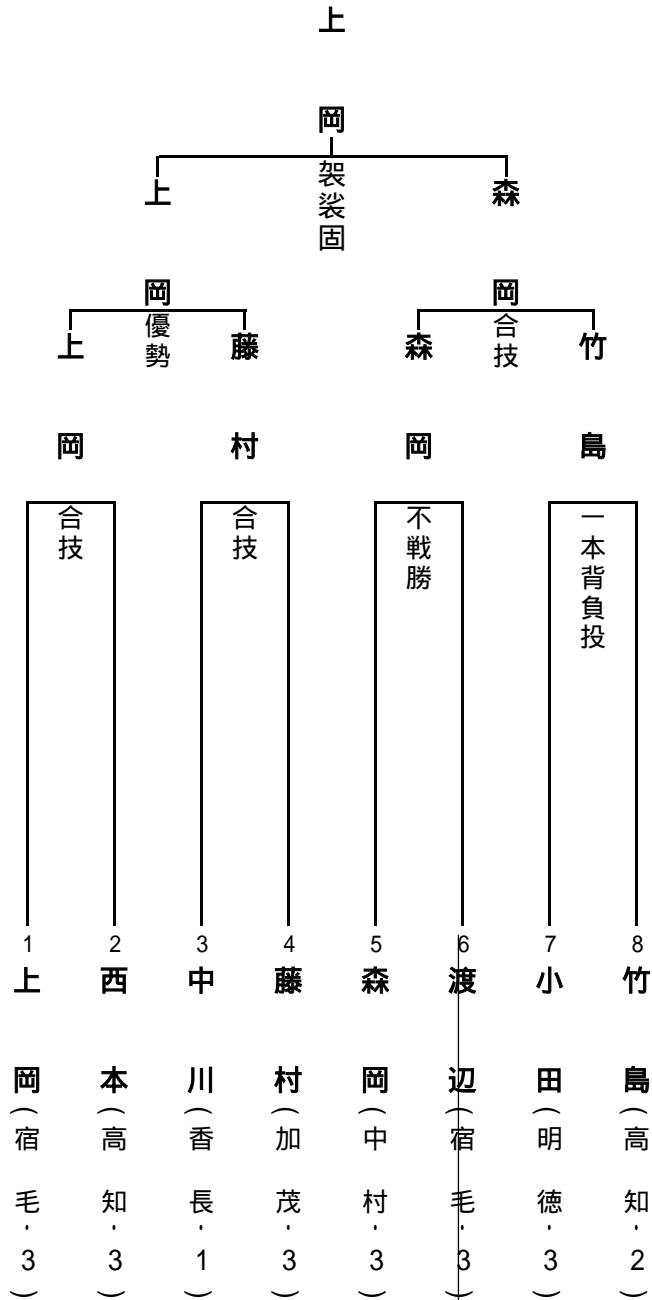 上岡
袈裟固
上岡
森岡
優勢
合技
上岡
藤村
森岡
竹島
合技
合技
不戦勝
一本背負投
1
2
3
4
5
6
7
8
上岡(宿毛・3)
西本(高知・3)
中川(香長・1)
藤村(加茂・3)
森岡(中村・3)
渡辺(宿毛・3)
小田(明徳・3)
竹島(高知・2)